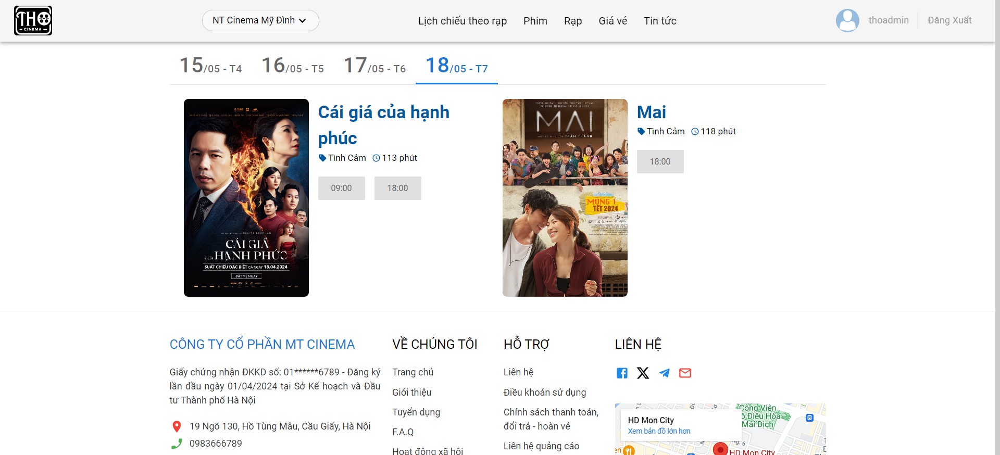 THO
CINEMA
NT Cinema Mỹ Đình
Lịch chiếu theo rạp
Phim
Rạp
Giá vé
Tin tức
thoadmin
Đăng Xuất
15/05 - T4
16/05 - T5
17/05 - T6
18/05 - T7
CÁI GIÁ
CỦA HẠNH PHÚC
SUẤT CHIẾU ĐẶC BIỆT CẢ NGÀY 18.04.2024
ĐẶT VÉ NGAY
Cái giá của hạnh
phúc
Tình Cảm
113 phút
09:00
18:00
MAI
MỘT BỘ PHIM CỦA TRẤN THÀNH
MÙNG 1
TẾT 2024
Mai
Tình Cảm
118 phút
18:00
CÔNG TY CỔ PHẦN MT CINEMA
Giấy chứng nhận ĐKKD số: 01******6789 - Đăng ký
lần đầu ngày 01/04/2024 tại Sở Kế hoạch và Đầu
tư Thành phố Hà Nội
19 Ngõ 130, Hồ Tùng Mâu, Cầu Giấy, Hà Nội
0983666789
VỀ CHÚNG TÔI
Trang chủ
Giới thiệu
Tuyển dụng
F.A.Q
Hoạt động xã hội
HỖ TRỢ
Liên hệ
Điều khoản sử dụng
Chính sách thanh toán,
đổi trả - hoàn vé
Liên hệ quảng cáo
LIÊN HỆ
HD Mon City
Xem bản đồ lớn hơn
Công Viên
Điều Hòa
Mai Dịch
Ng. 6
HD Mon City